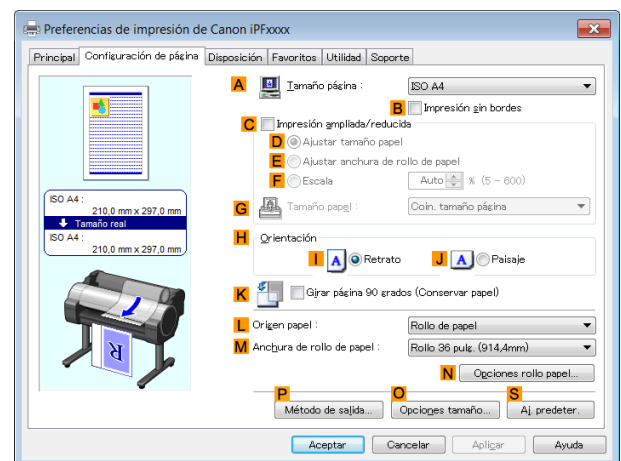 Preferencias de impresión de Canon iPFxxxx
Principal Configuración de página Disposición Favoritos Utilidad Soporte
A Tamaño página : ISO A4
B Impresión sin bordes
C Impresión ampliada/reducida
D Ajustar tamaño papel
E Ajustar anchura de rollo de papel
F Escala Auto % (5 - 600)
G Tamaño papel : Coin. tamaño página
ISO A4 :
210,0 mm x 297,0 mm
Tamaño real
ISO A4 :
210,0 mm x 297,0 mm
H Orientación
I A Retrato J A Paisaje
K Girar página 90 grados (Conservar papel)
R
L Origen papel : Rollo de papel
M Anchura de rollo de papel : Rollo 36 pulg. (914,4mm)
N Opciones rollo papel...
P O S
Método de salida... Opciones tamaño... Aj. predeter.
Aceptar Cancelar Aplicar Ayuda